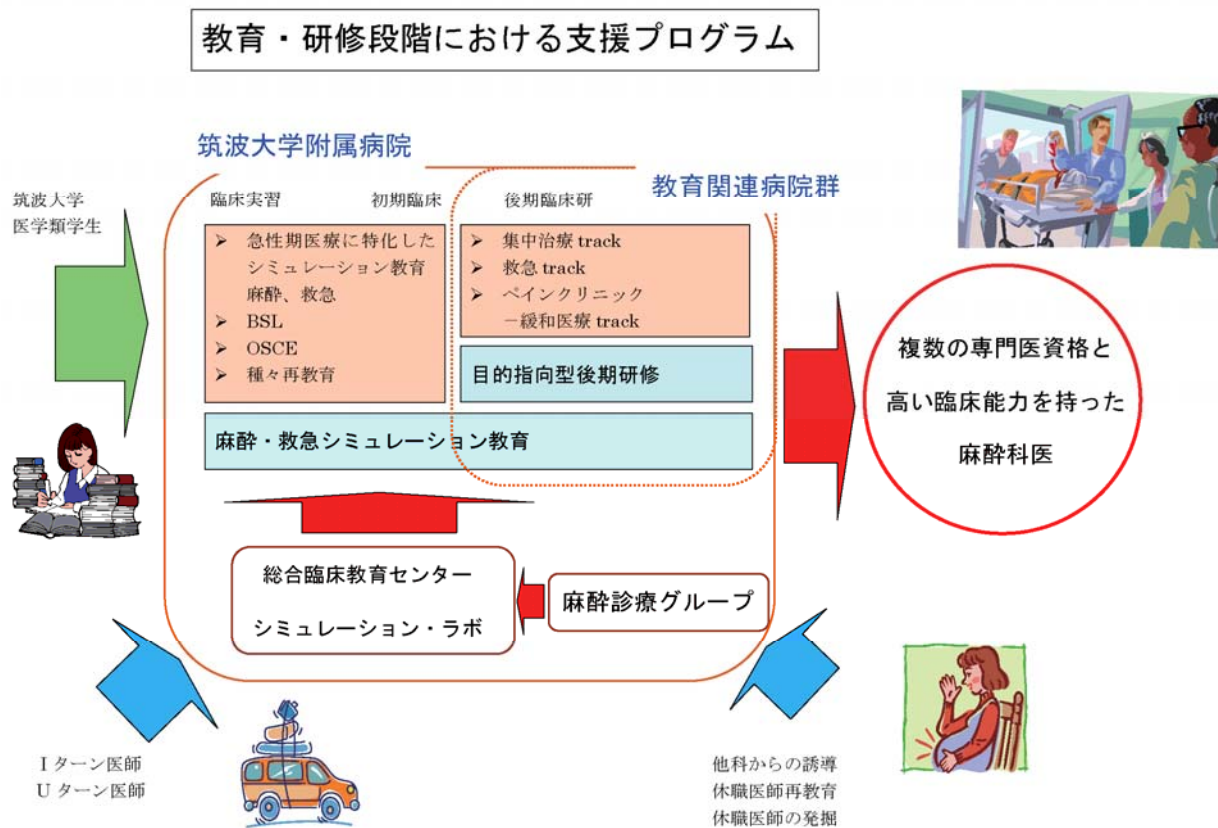 教育・研修段階における支援プログラム
筑波大学附属病院
教育関連病院群
筑波大学
医学類学生
臨床実習
初期臨床
後期臨床研
➢ 急性期医療に特化した
シミュレーション教育
麻酔、救急
➢ BSL
➢ OSCE
➢ 種々再教育
➢ 集中治療 track
➢ 救急 track
➢ ペインクリニック
－緩和医療 track
目的指向型後期研修
麻酔・救急シミュレーション教育
複数の専門医資格と
高い臨床能力を持った
麻酔科医
総合臨床教育センター
シミュレーション・ラボ
麻酔診療グループ
I ターン医師
U ターン医師
他科からの誘導
休職医師再教育
休職医師の発掘